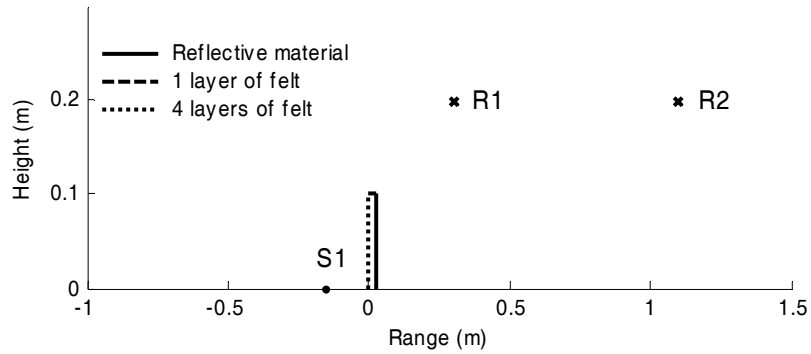 Reflective material
1 layer of felt
4 layers of felt
0.2
R1
R2
Height (m)
0.1
S1
0
-1
-0.5
0
0.5
1
1.5
Range (m)